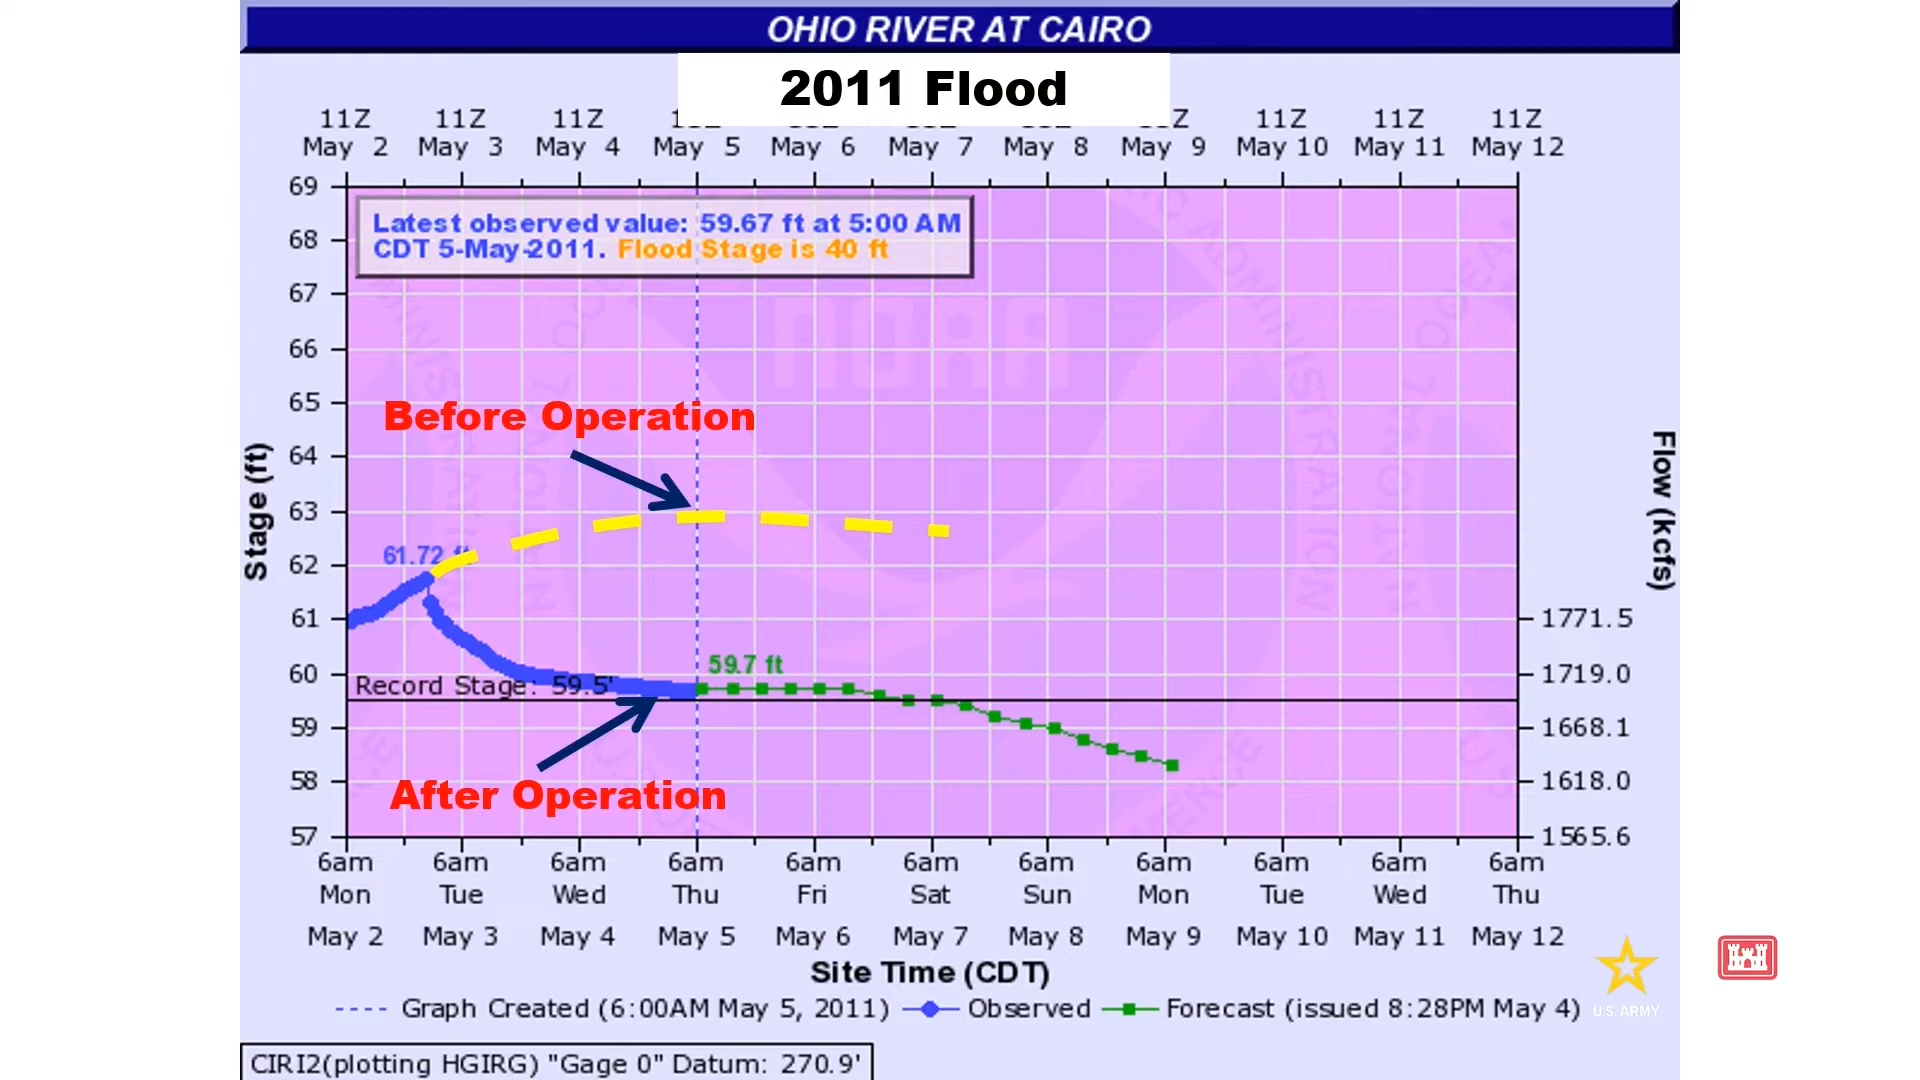 OHIO RIVER AT CAIRO
2011 Flood
11Z 11Z 11Z Z 11Z 11Z 11Z
May 2 May 3 May 4 May 5 May 6 May 7 May 8 May 9 May 10 May 11 May 12
69
Latest observed value: 59.67 ft at 5:00 AM
68
CDT 5-May-2011. Flood Stage is 40 ft
67
NOAA
66
65
Before Operation
64
63
61.72 ft
62
61
1771.5
59.7 ft
60
1719.0
Record Stage: 59.5'
59
1668.1
58
1618.0
After Operation
57
1565.6
Stage (ft)
Flow (kcfs)
6am 6am 6am 6am 6am 6am 6am 6am 6am 6am 6am
Mon Tue Wed Thu Fri Sat Sun Mon Tue Wed Thu
May 2 May 3 May 4 May 5 May 6 May 7 May 8 May 9 May 10 May 11 May 12
Site Time (CDT)
Graph Created (6:00AM May 5, 2011) Observed Forecast (issued 8:28PM May 4)
U.S. ARMY
CIRI2(plotting HGIRG) "Gage 0" Datum: 270.9'